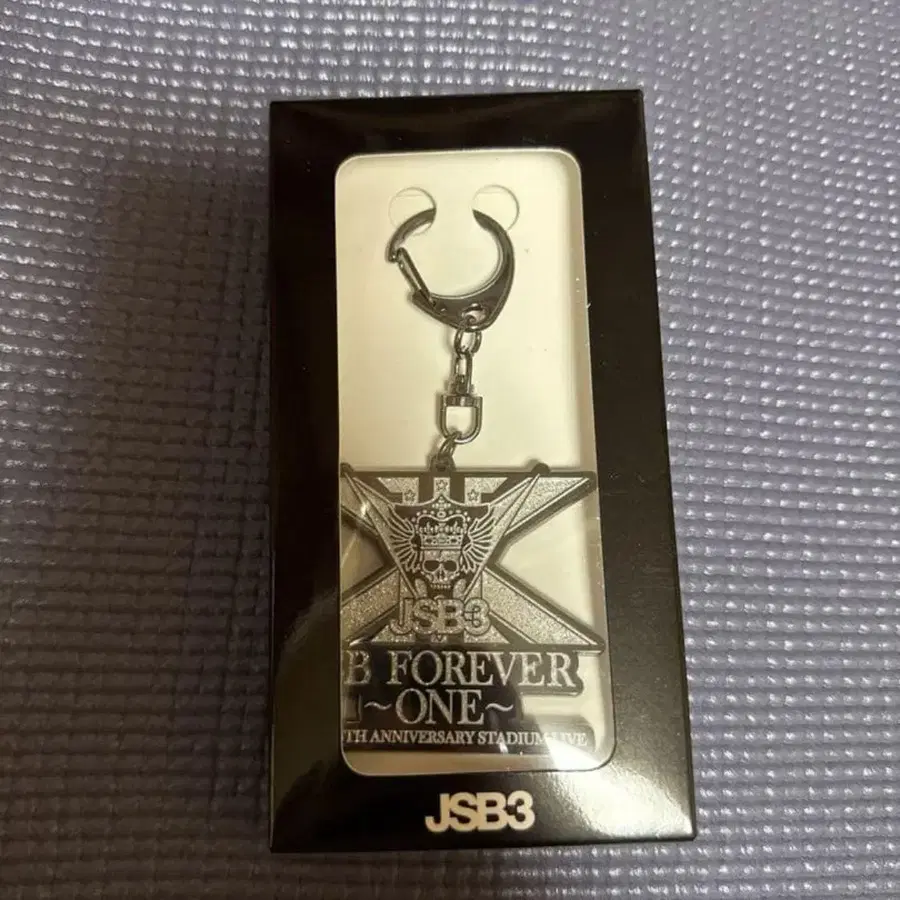 JSB3
B FOREVER
~ONE~
TH ANNIVERSARY STADIUM LIVE
JSB3